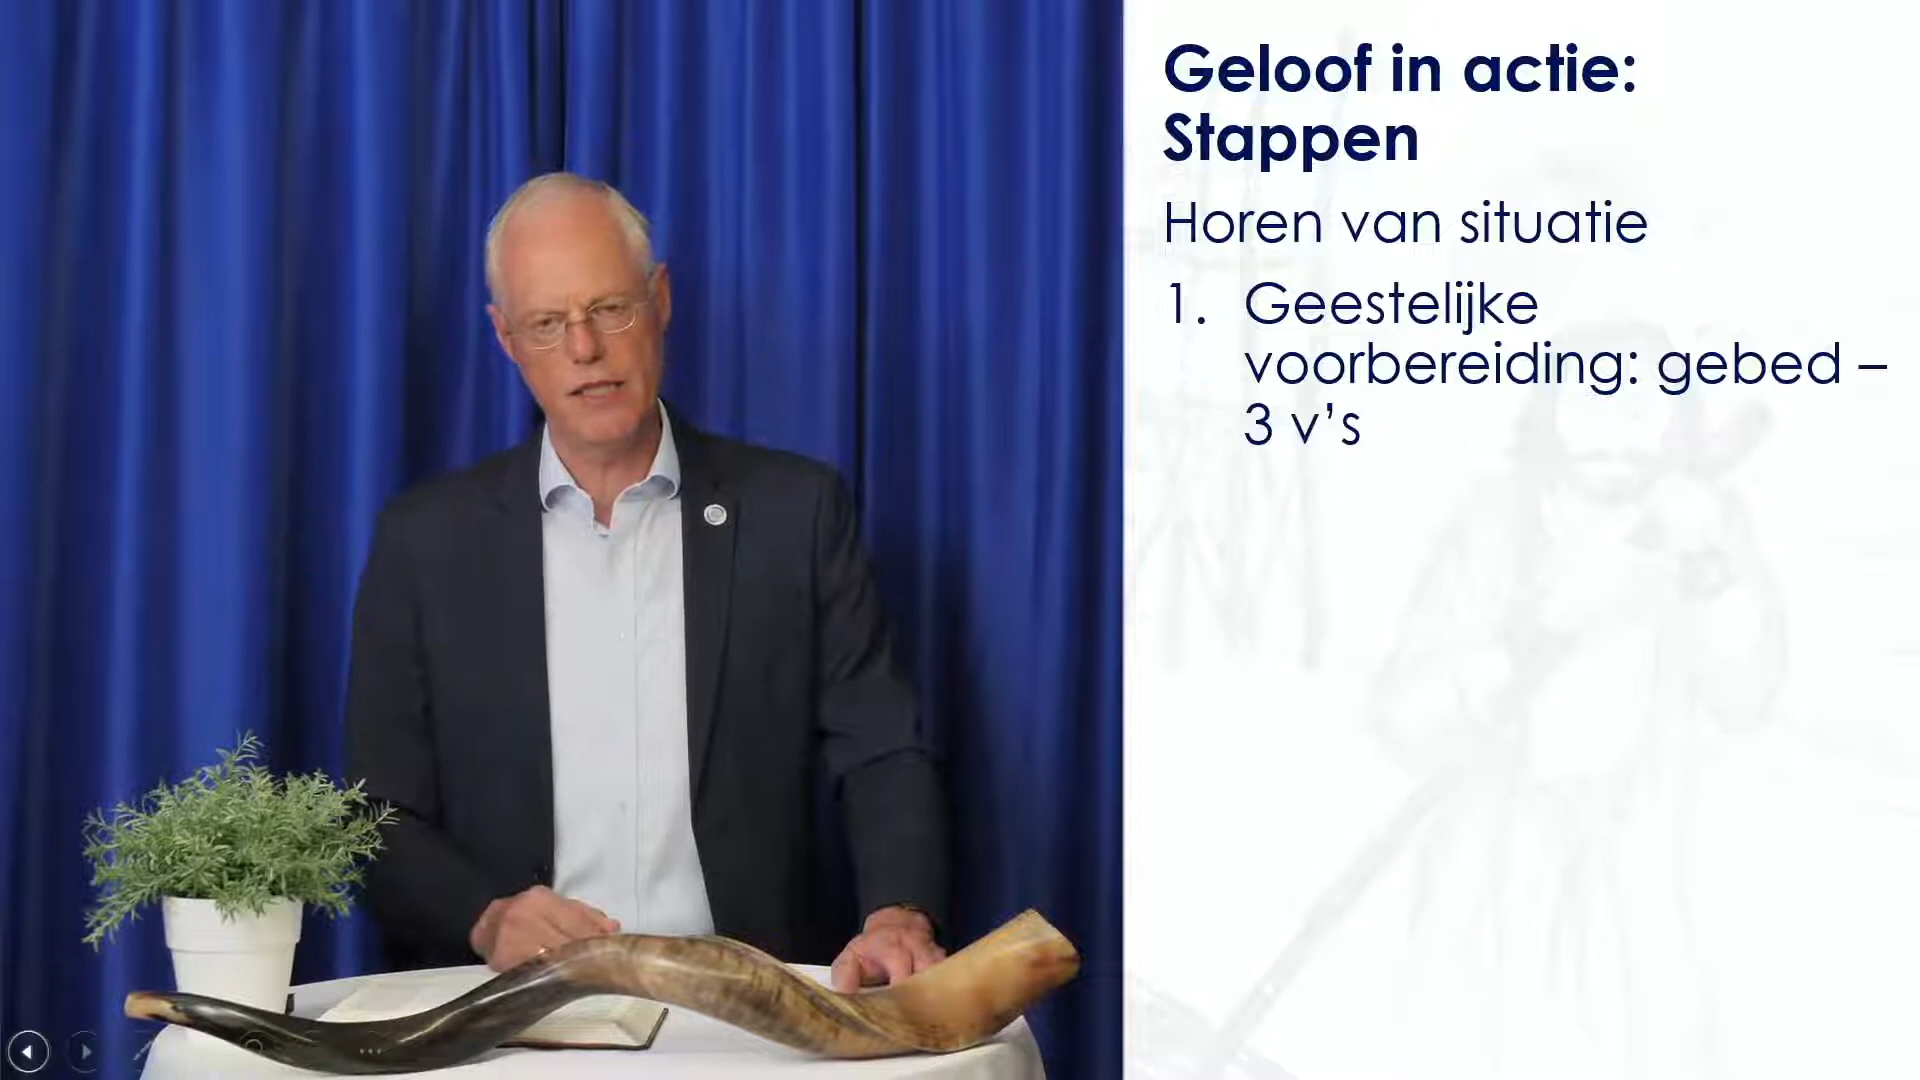 Geloof in actie:
Stappen
Horen van situatie
1. Geestelijke
voorbereiding: gebed –
3 v’s